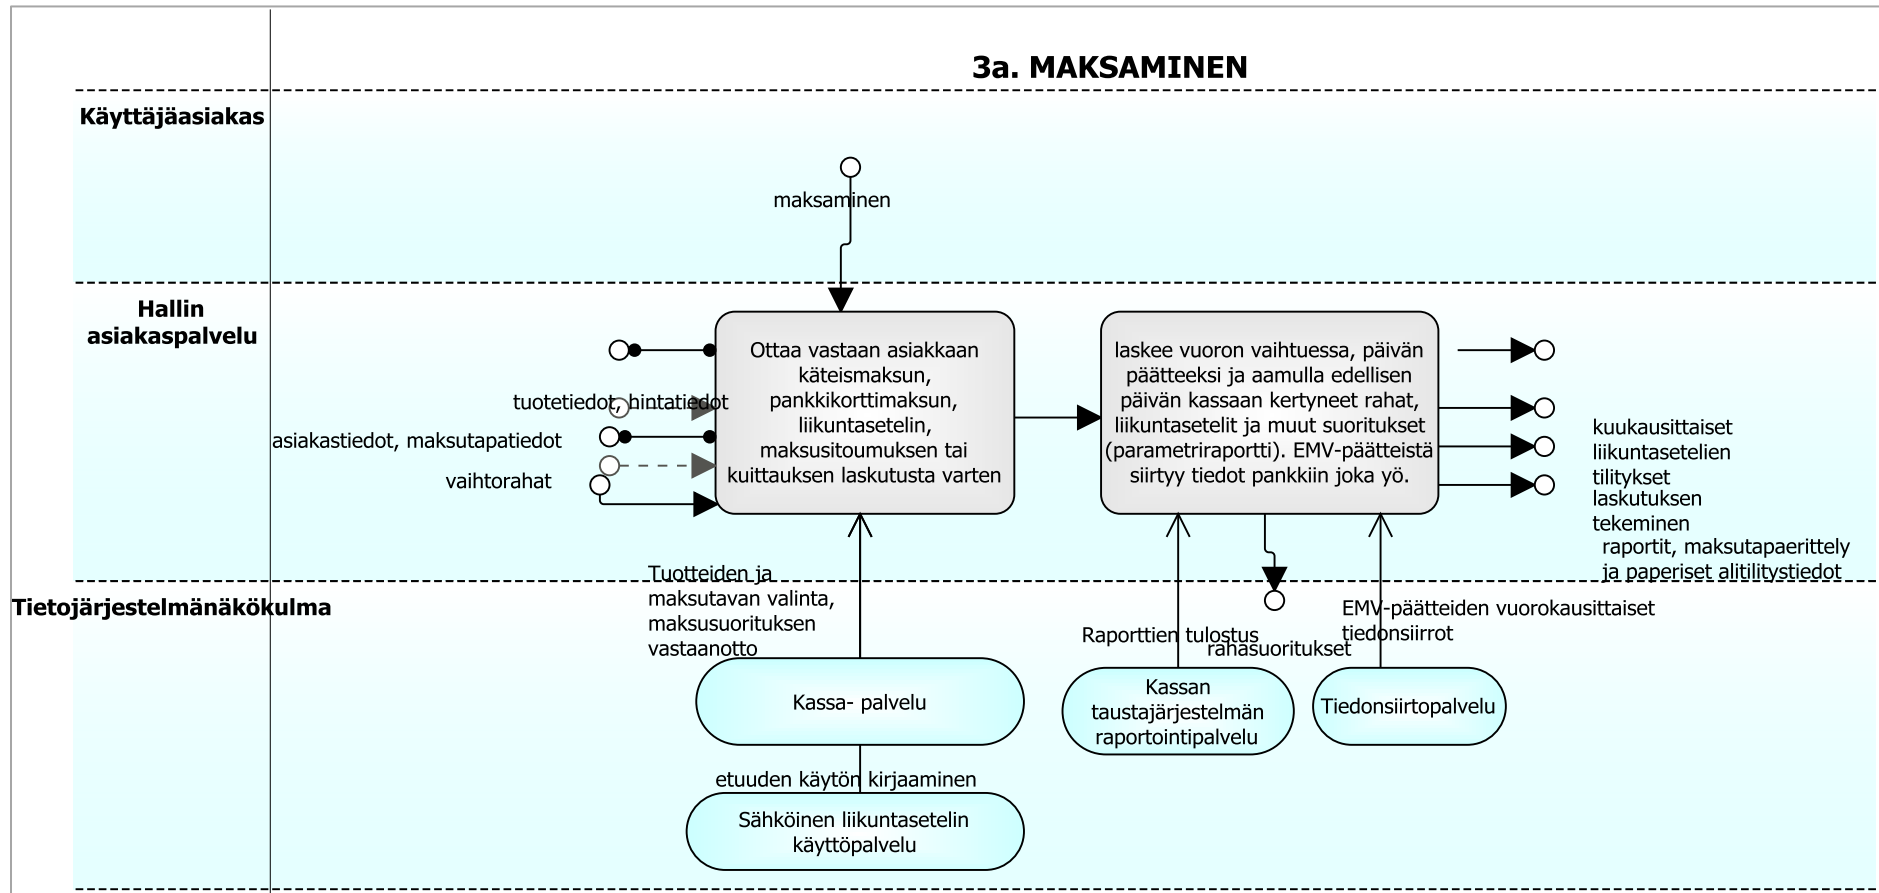 3a. MAKSAMINEN
Käyttäjäasiakas
maksaminen
Hallin
asiakaspalvelu
tuotetiedot, hintatiedot
asiakastiedot, maksutapatiedot
vaihtorahat
Ottaa vastaan asiakkaan
käteismaksun,
pankkikorttimaksun,
liikuntasetelin,
maksusitoumuksen tai
kuittauksen laskutusta varten
laskee vuoron vaihtuessa, päivän
päätteeksi ja aamulla edellisen
päivän kassaan kertyneet rahat,
liikuntasetelit ja muut suoritukset
(parametriraportti). EMV-päätteistä
siirtyy tiedot pankkiin joka yö.
kuukausittaiset
liikuntasetelien
tilitykset
laskutuksen
tekeminen
raportit, maksutapaerittely
ja paperiset alitilitystiedot
Tietojärjestelmänäkökulma
Tuotteiden ja
maksutavan valinta,
maksusuorituksen
vastaanotto
Raporttien tulostus
rahasuoritukset
EMV-päätteiden vuorokausittaiset
tiedonsiirrot
Kassa- palvelu
Kassan
taustajärjestelmän
raportointipalvelu
Tiedonsiirtopalvelu
etuuden käytön kirjaaminen
Sähköinen liikuntasetelin
käyttöpalvelu